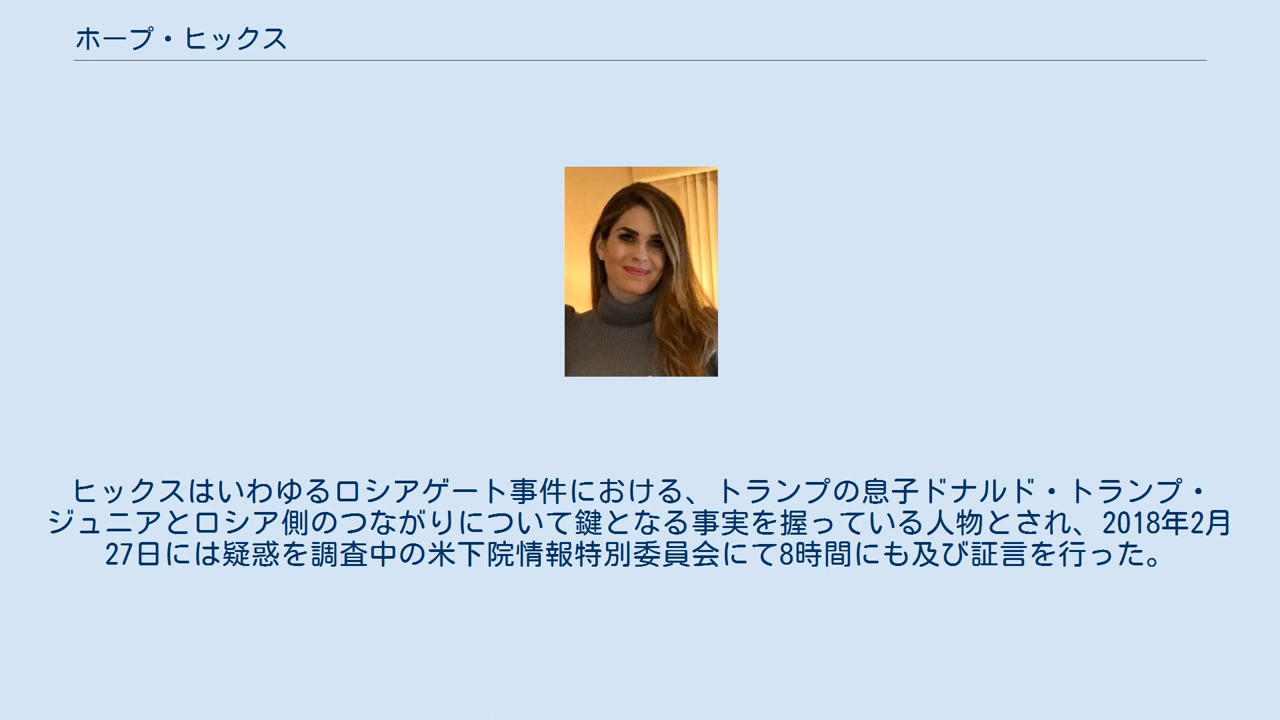 ホープ・ヒックス
ヒックスはいわゆるロシアゲート事件における、トランプの息子ドナルド・トランプ・
ジュニアとロシア側のつながりについて鍵となる事実を握っている人物とされ、2018年2月
27日には疑惑を調査中の米下院情報特別委員会にて8時間にも及び証言を行った。